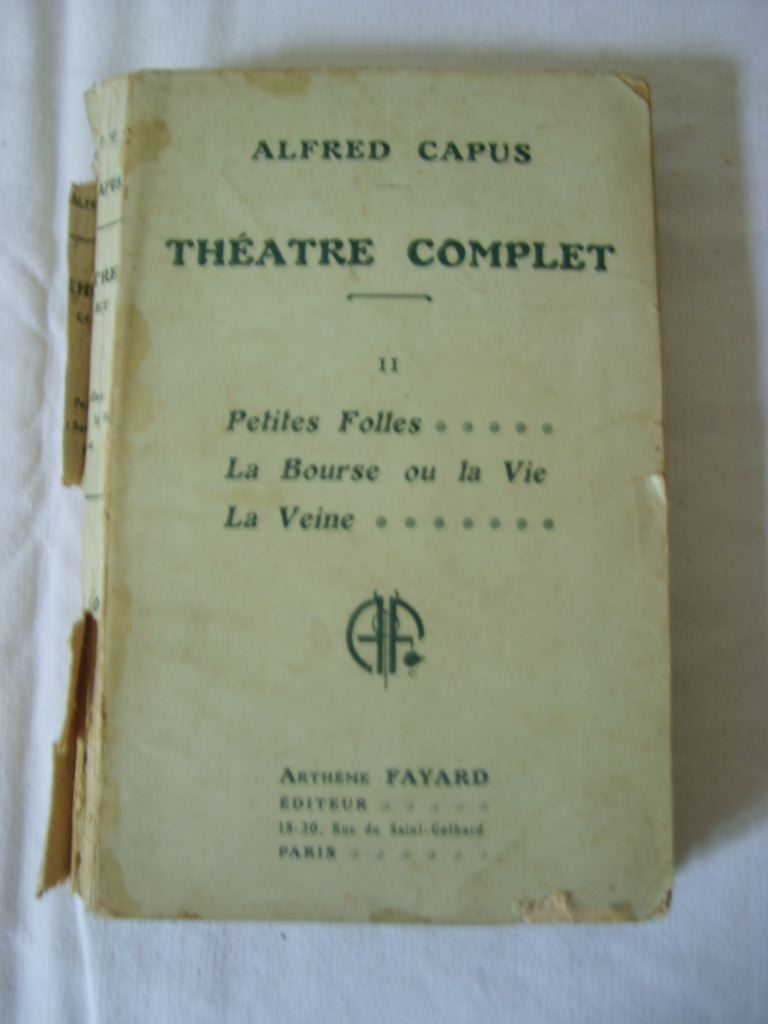 ALFRED CAPUS
THÉATRE COMPLET
II
Petites Folles
La Bourse ou la Vie
La Veine
AF
ARTHÈME FAYARD
ÉDITEUR
18-20, Rue du Saint-Gothard
PARIS